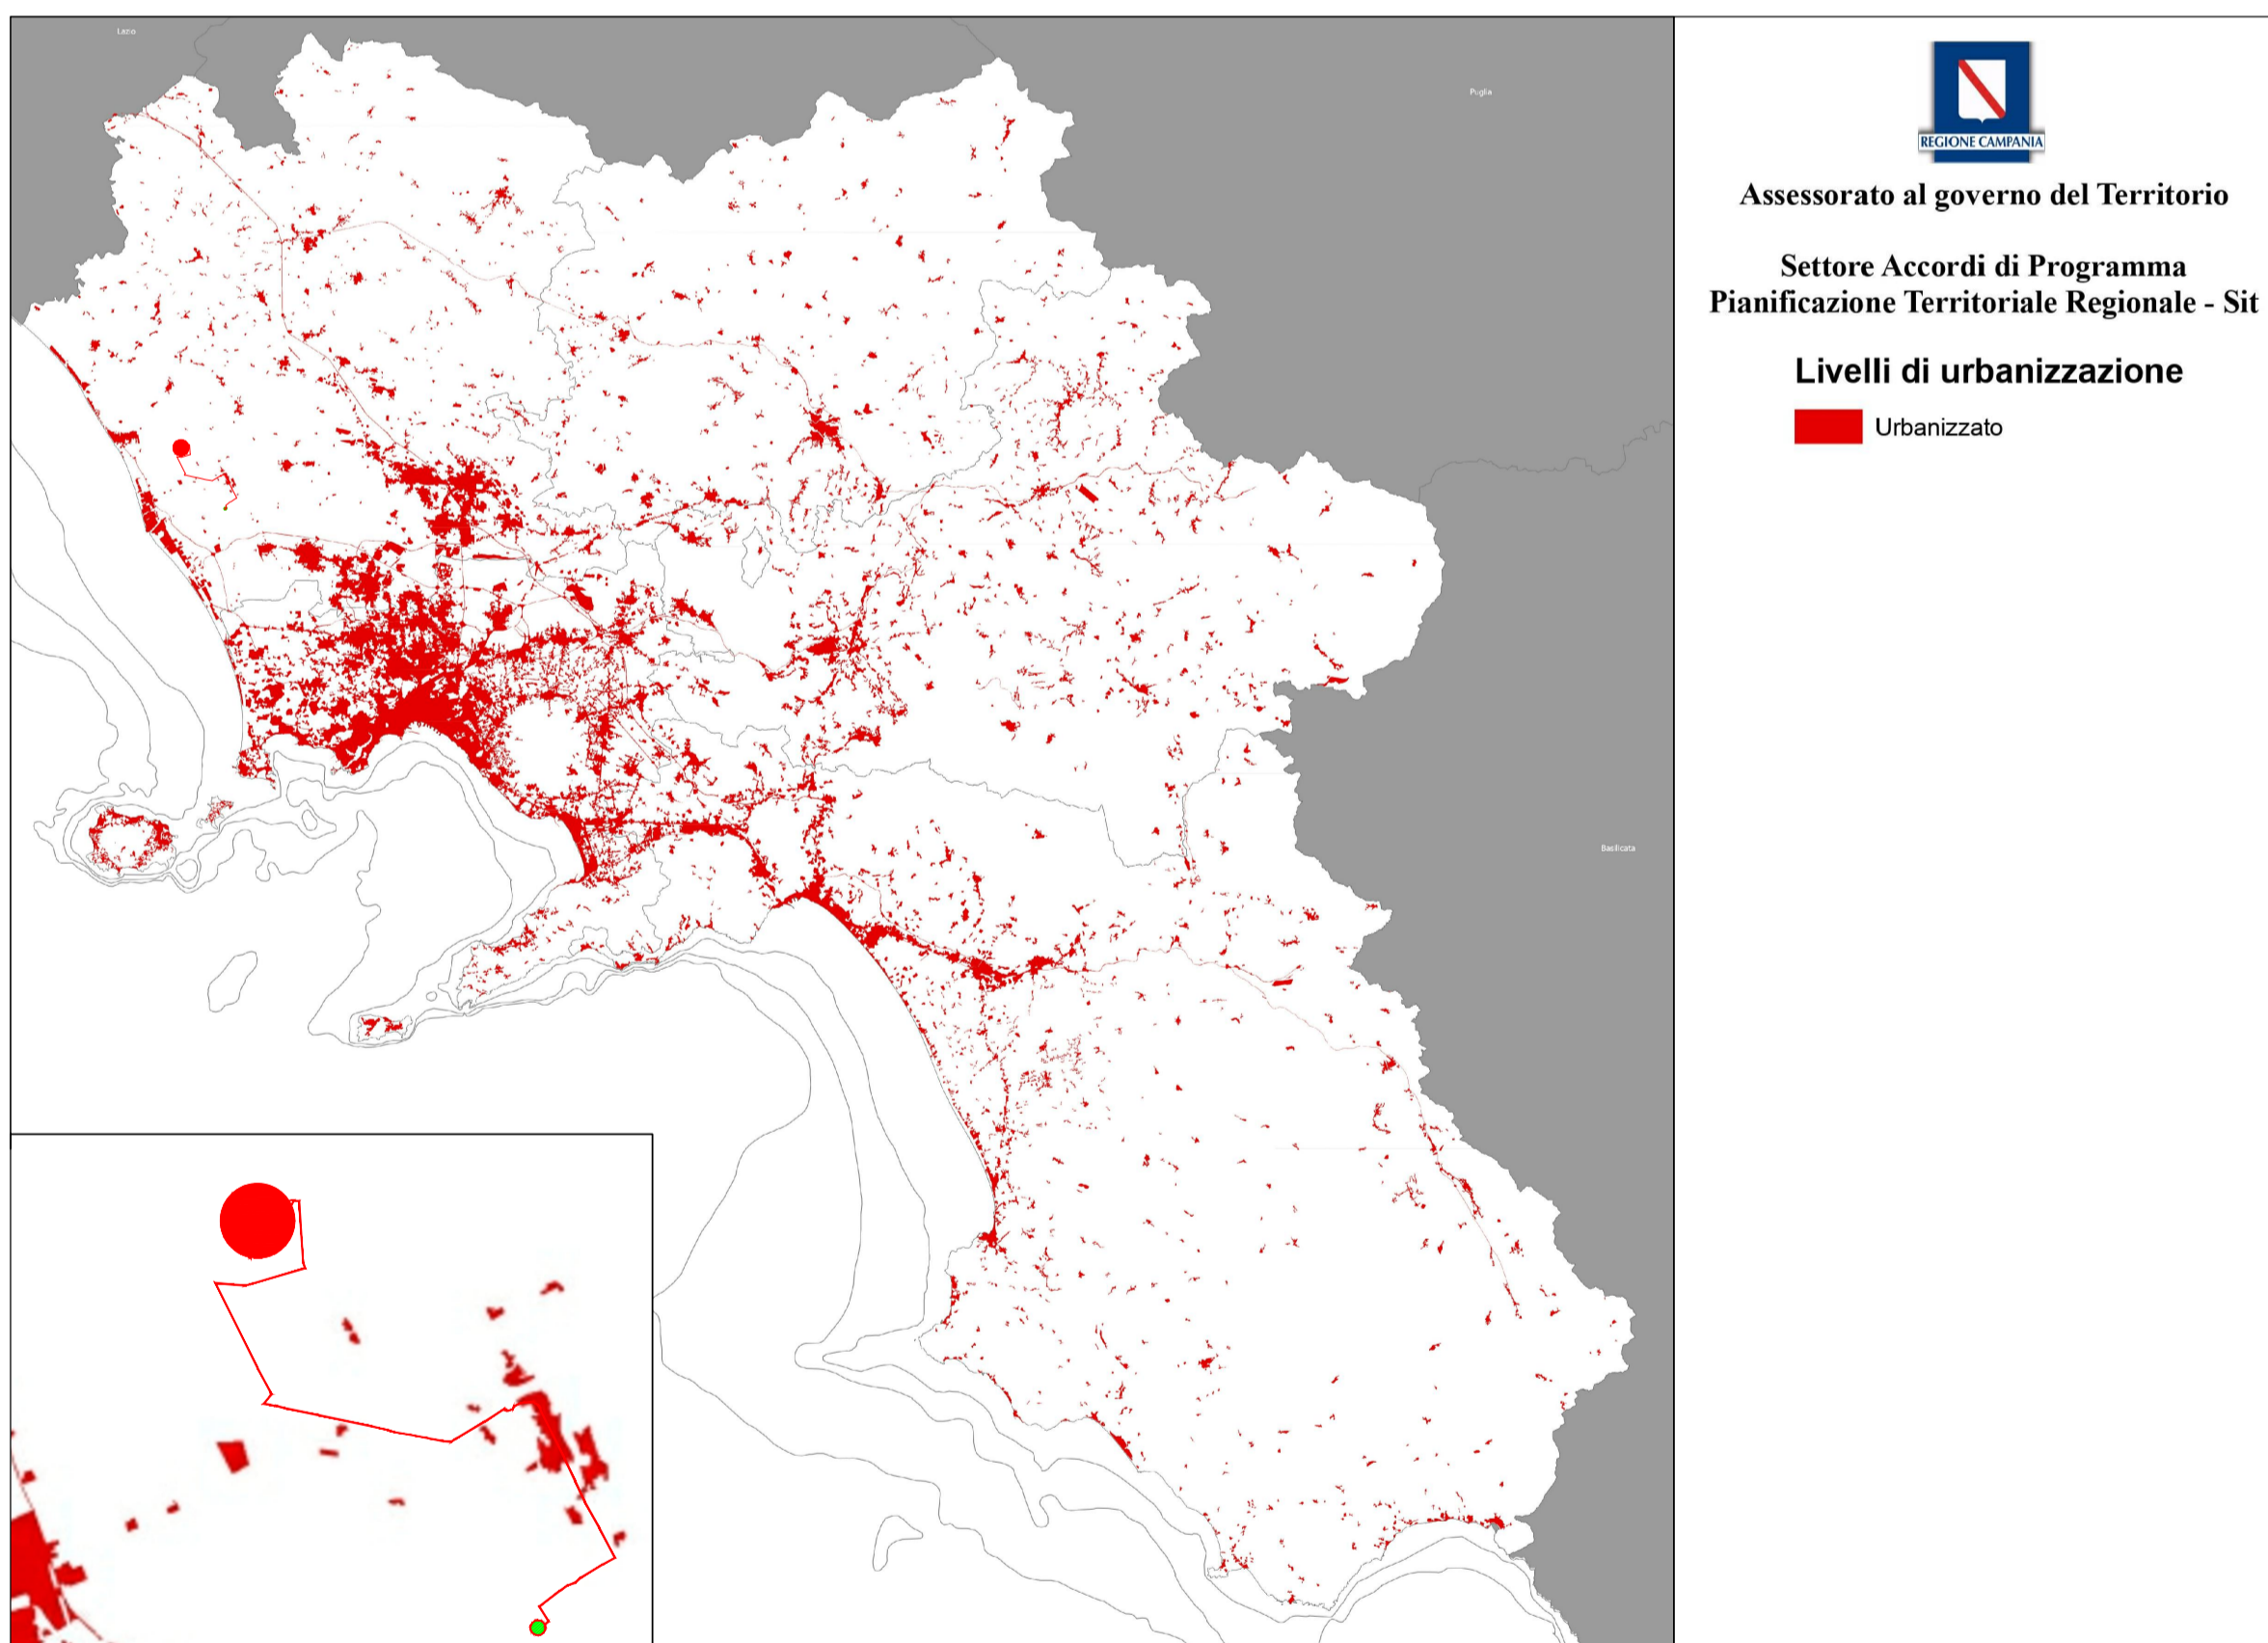 Lazio
Puglia
Basilicata
REGIONE CAMPANIA
Assessorato al governo del Territorio
Settore Accordi di Programma
Pianificazione Territoriale Regionale - Sit
Livelli di urbanizzazione
Urbanizzato